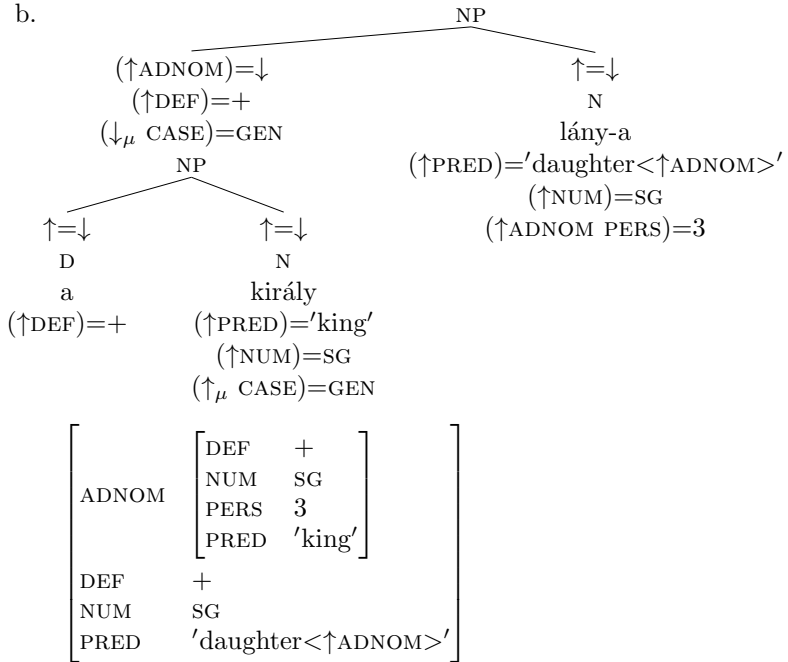 b.
NP
(↑ADNOM)=↓ ↑=↓
(↑DEF)=+ N
(↓μ CASE)=GEN lány-a
NP (↑PRED)=′daughter<↑ADNOM>′
(↑NUM)=SG
↑=↓ ↑=↓ (↑ADNOM PERS)=3
D N
a király
(↑DEF)=+ (↑PRED)=′king′
(↑NUM)=SG
(↑μ CASE)=GEN
DEF +
NUM SG
ADNOM
PERS 3
PRED ′king′
DEF +
NUM SG
PRED ′daughter<↑ADNOM>′